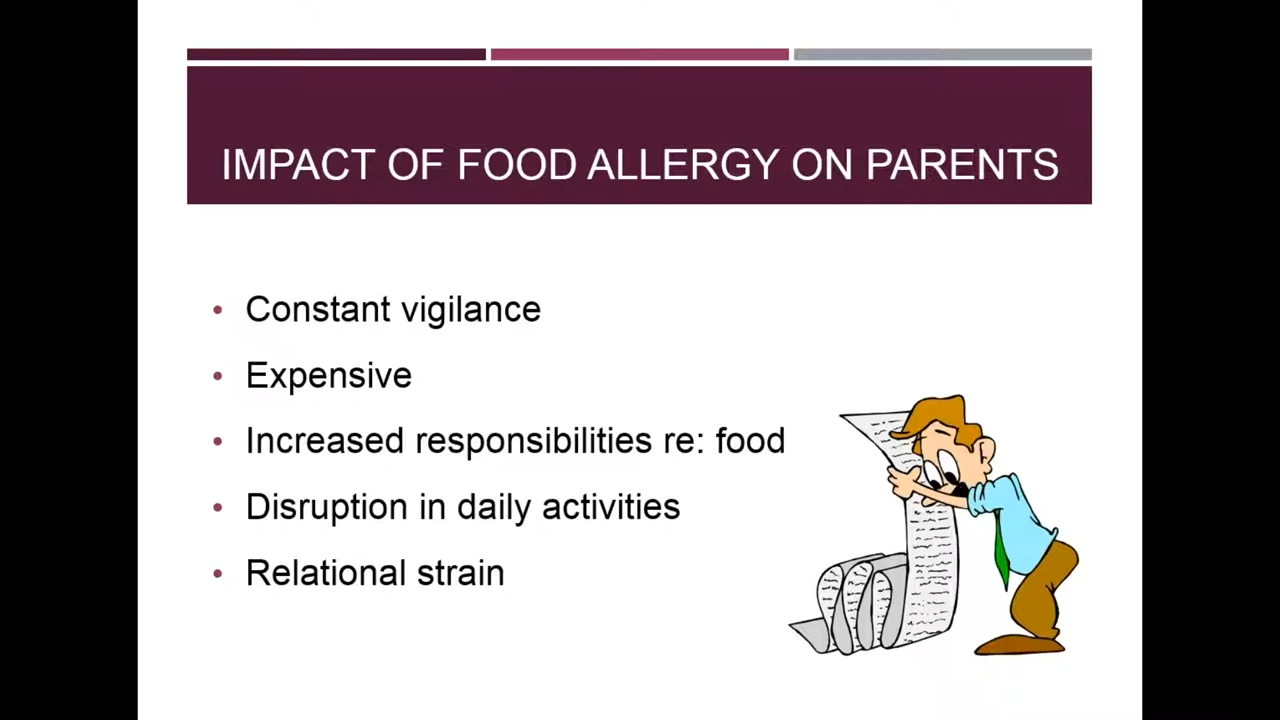 IMPACT OF FOOD ALLERGY ON PARENTS
• Constant vigilance
• Expensive
• Increased responsibilities re: food
• Disruption in daily activities
• Relational strain